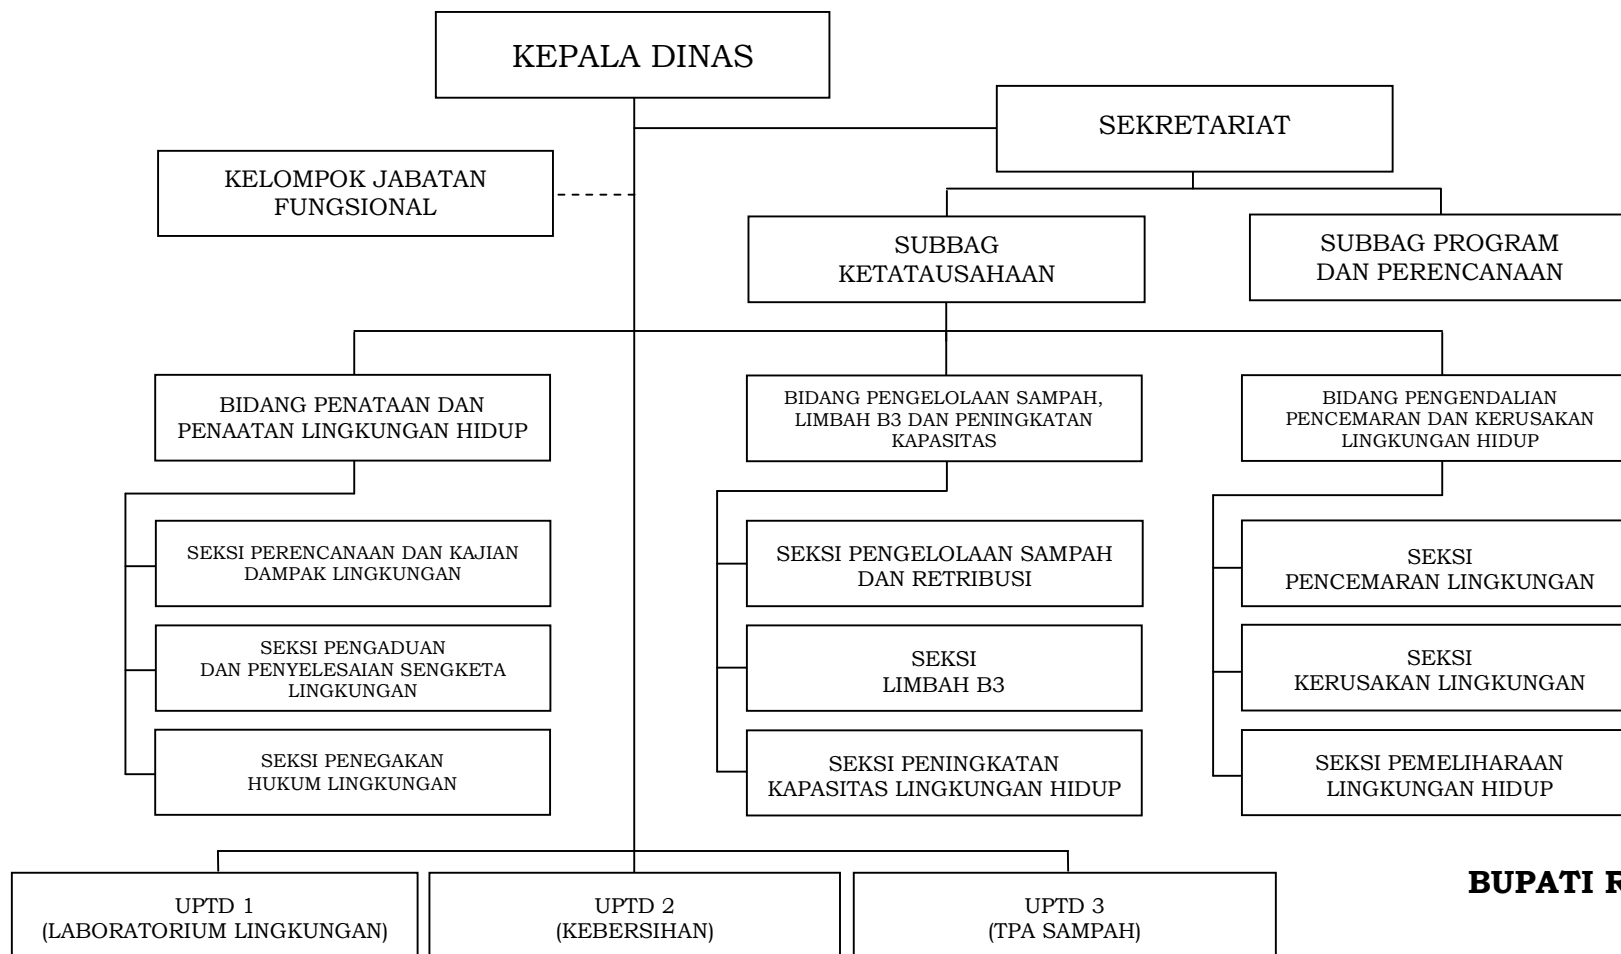 KEPALA DINAS
SEKRETARIAT
KELOMPOK JABATAN
FUNGSIONAL
SUBBAG
KETATAUSAHAAN
SUBBAG PROGRAM
DAN PERENCANAAN
BIDANG PENATAAN DAN
PENAATAN LINGKUNGAN HIDUP
BIDANG PENGELOLAAN SAMPAH,
LIMBAH B3 DAN PENINGKATAN
KAPASITAS
BIDANG PENGENDALIAN
PENCEMARAN DAN KERUSAKAN
LINGKUNGAN HIDUP
SEKSI PERENCANAAN DAN KAJIAN
DAMPAK LINGKUNGAN
SEKSI PENGELOLAAN SAMPAH
DAN RETRIBUSI
SEKSI
PENCEMARAN LINGKUNGAN
SEKSI PENGADUAN
DAN PENYELESAIAN SENGKETA
LINGKUNGAN
SEKSI
LIMBAH B3
SEKSI
KERUSAKAN LINGKUNGAN
SEKSI PENEGAKAN
HUKUM LINGKUNGAN
SEKSI PENINGKATAN
KAPASITAS LINGKUNGAN HIDUP
SEKSI PEMELIHARAAN
LINGKUNGAN HIDUP
UPTD 1
(LABORATORIUM LINGKUNGAN)
UPTD 2
(KEBERSIHAN)
UPTD 3
(TPA SAMPAH)
BUPATI